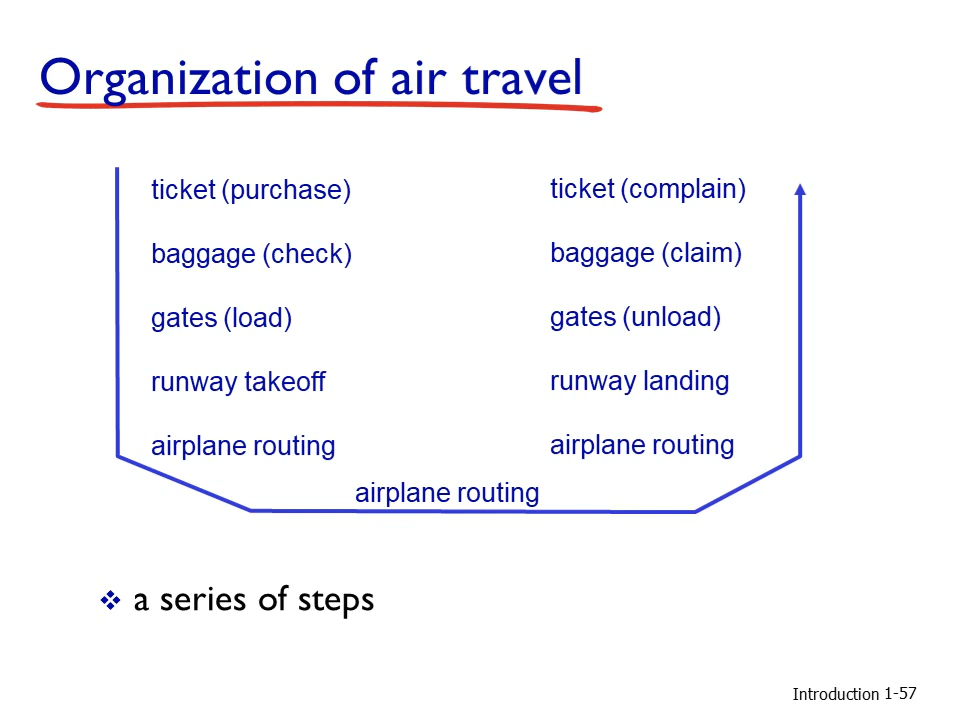 Organization of air travel
ticket (purchase)
baggage (check)
gates (load)
runway takeoff
airplane routing
ticket (complain)
baggage (claim)
gates (unload)
runway landing
airplane routing
airplane routing
a series of steps
Introduction 1-57